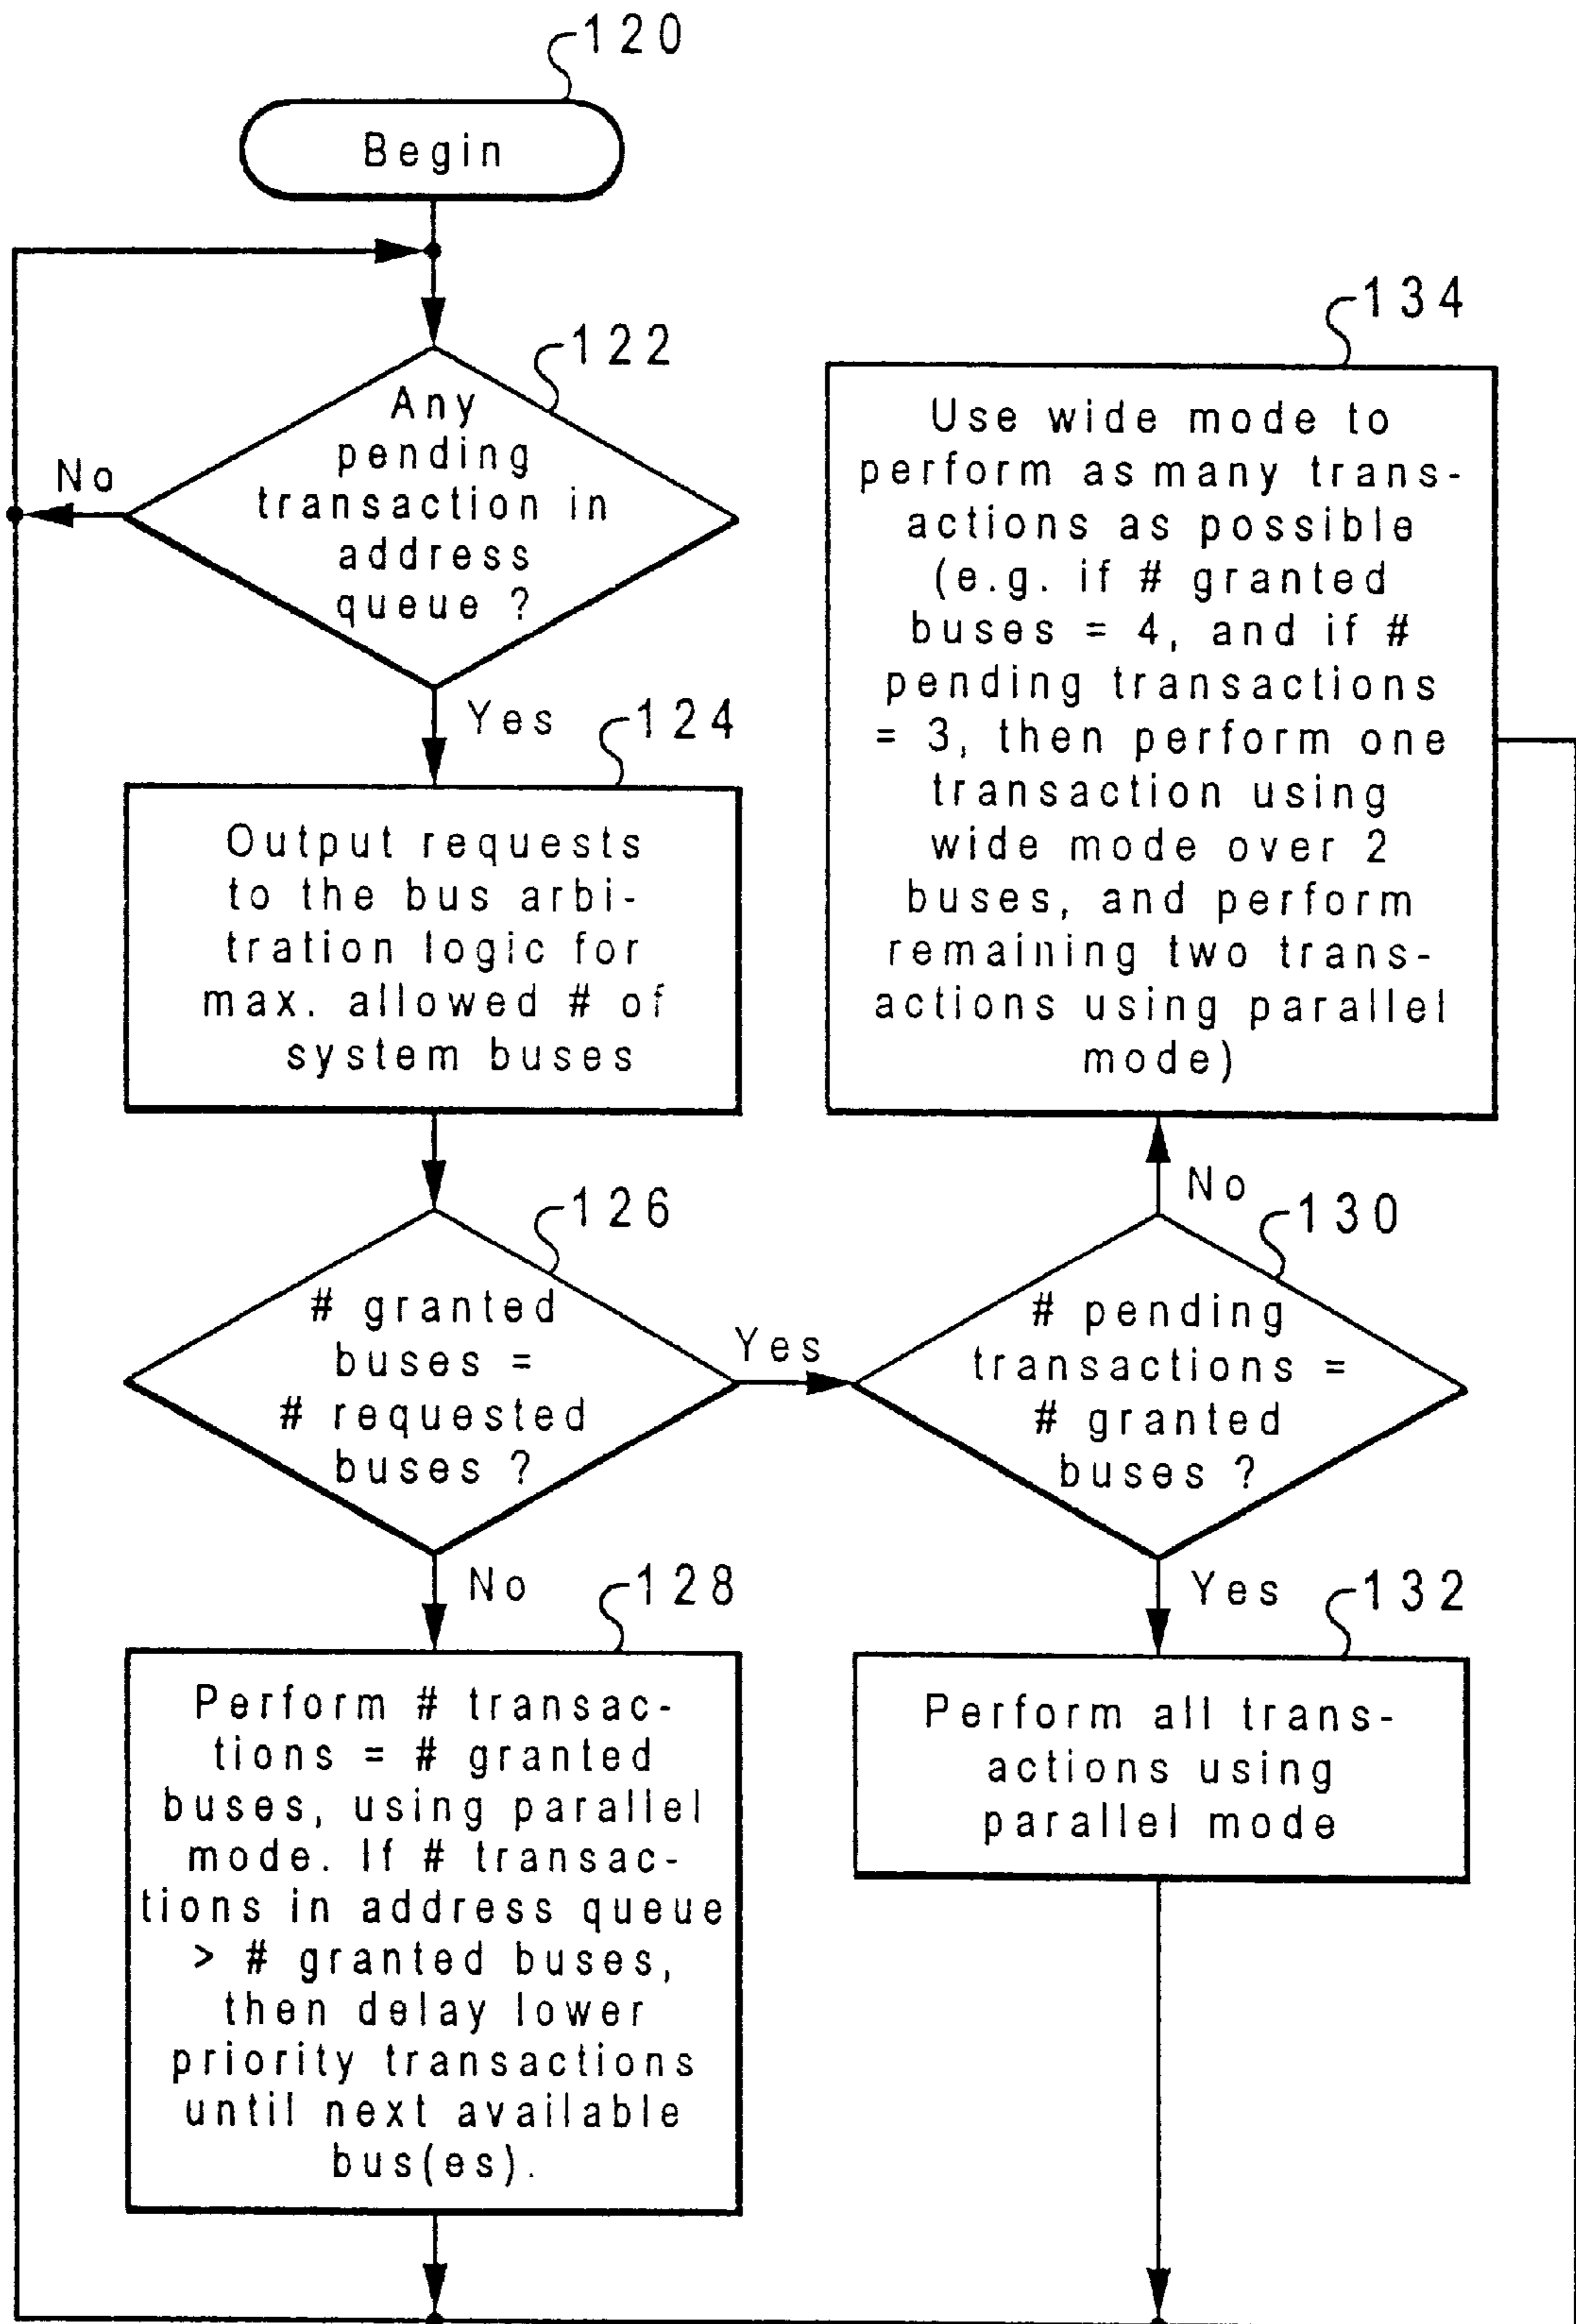 120
Begin
122
Any
pending
transaction in
address
queue ?
No
Yes
124
Output requests
to the bus arbi-
tration logic for
max. allowed # of
system buses
126
# granted
buses =
# requested
buses ?
Yes
No
128
Perform # transac-
tions = # granted
buses, using parallel
mode. If # transac-
tions in address queue
> # granted buses,
then delay lower
priority transactions
until next available
bus(es).
134
Use wide mode to
perform as many trans-
actions as possible
(e.g. if # granted
buses = 4, and if #
pending transactions
= 3, then perform one
transaction using
wide mode over 2
buses, and perform
remaining two trans-
actions using parallel
mode)
No
130
# pending
transactions =
# granted
buses ?
Yes
132
Perform all trans-
actions using
parallel mode